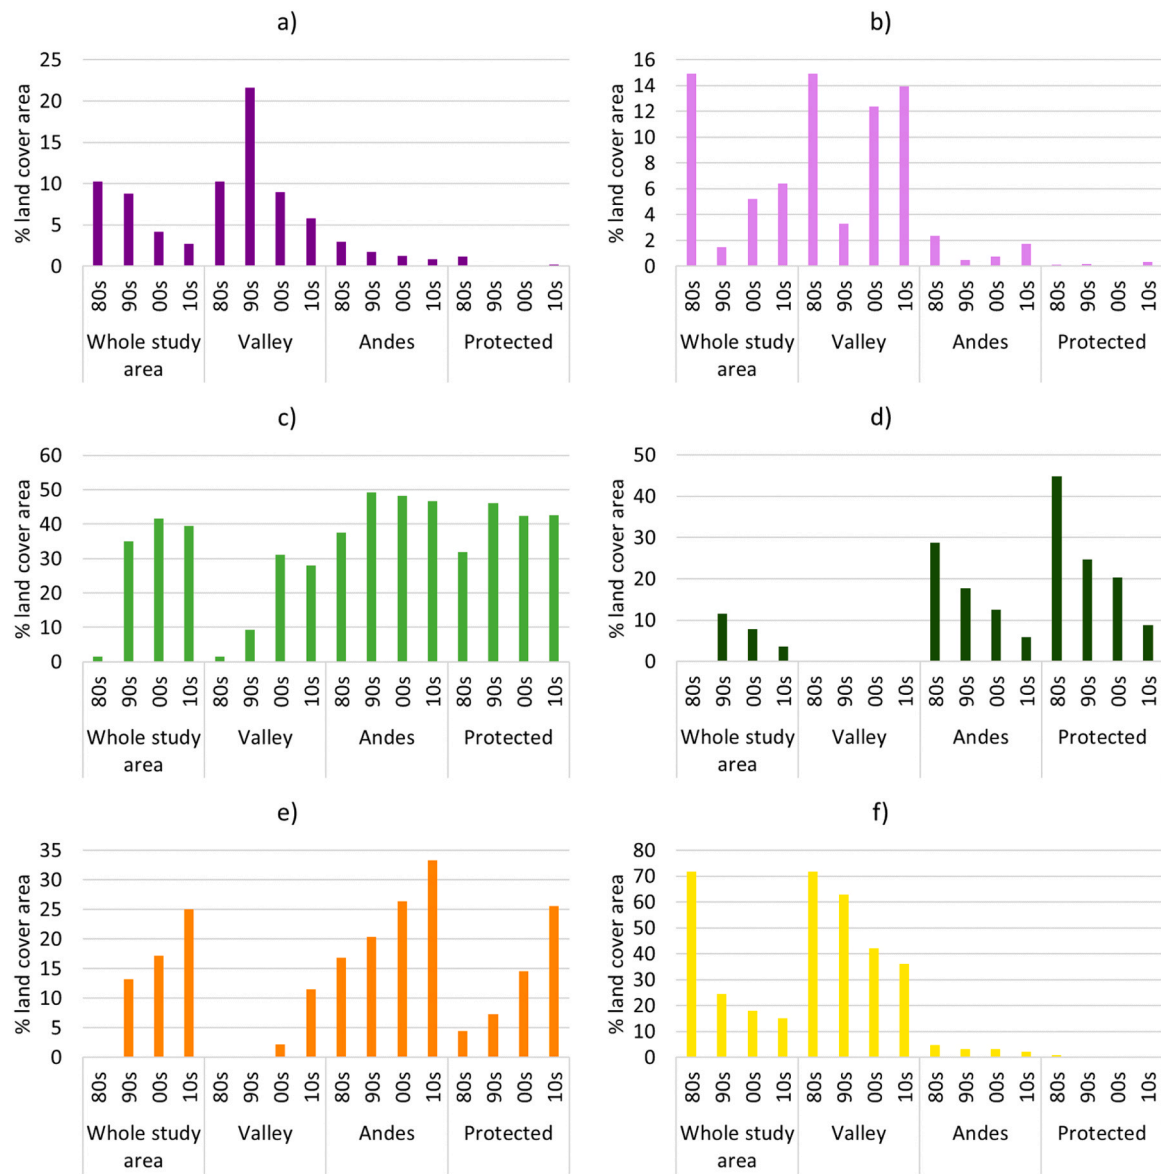 a)
% land cover area
25
20
15
10
5
0
80s 90s 00s 10s 80s 90s 00s 10s 80s 90s 00s 10s 80s 90s 00s 10s
Whole study area Valley Andes Protected
b)
% land cover area
16
14
12
10
8
6
4
2
0
80s 90s 00s 10s 80s 90s 00s 10s 80s 90s 00s 10s 80s 90s 00s 10s
Whole study area Valley Andes Protected
c)
% land cover area
60
50
40
30
20
10
0
80s 90s 00s 10s 80s 90s 00s 10s 80s 90s 00s 10s 80s 90s 00s 10s
Whole study area Valley Andes Protected
d)
% land cover area
50
40
30
20
10
0
80s 90s 00s 10s 80s 90s 00s 10s 80s 90s 00s 10s 80s 90s 00s 10s
Whole study area Valley Andes Protected
e)
% land cover area
35
30
25
20
15
10
5
0
80s 90s 00s 10s 80s 90s 00s 10s 80s 90s 00s 10s 80s 90s 00s 10s
Whole study area Valley Andes Protected
f)
% land cover area
80
70
60
50
40
30
20
10
0
80s 90s 00s 10s 80s 90s 00s 10s 80s 90s 00s 10s 80s 90s 00s 10s
Whole study area Valley Andes Protected